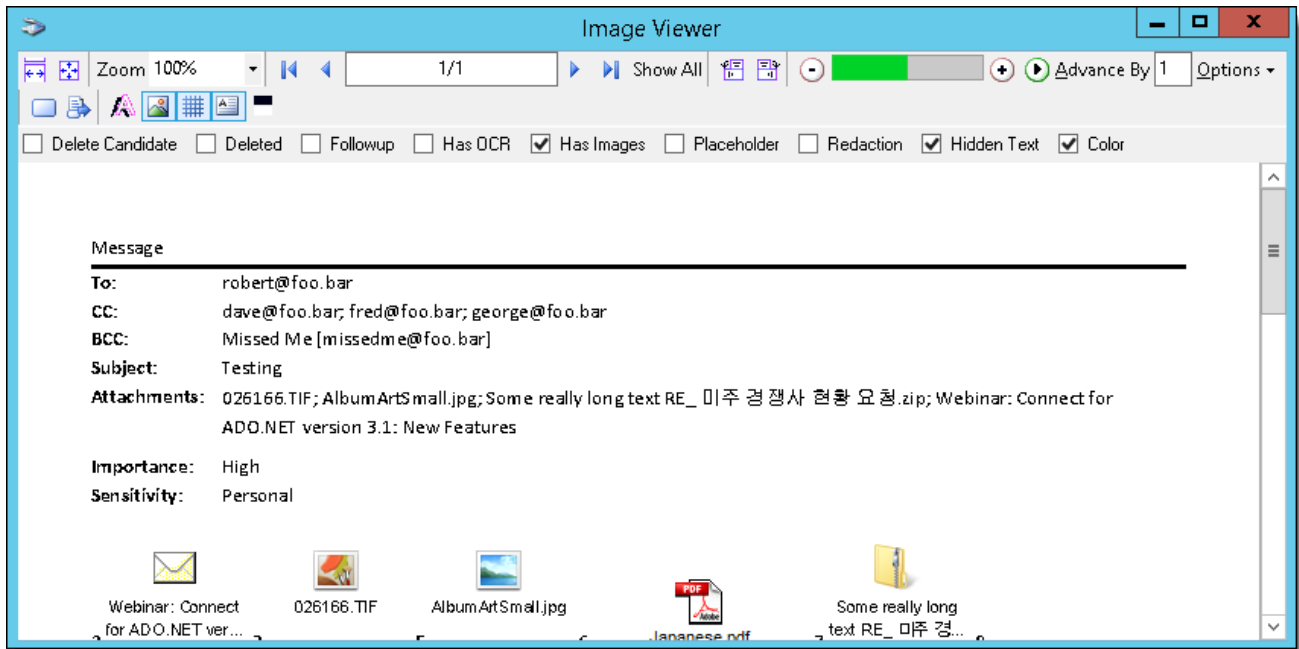 Image Viewer
Zoom 100% 1/1 Show All Advance By 1 Options
Delete Candidate Deleted Followup Has OCR Has Images Placeholder Redaction Hidden Text Color
Message
To: robert@foo.bar
CC: dave@foo.bar; fred@foo.bar; george@foo.bar
BCC: Missed Me [missedme@foo.bar]
Subject: Testing
Attachments: 026166.TIF; AlbumArtSmall.jpg; Some really long text RE_ 미주 경쟁사 현황 요청.zip; Webinar: Connect for
ADO.NET version 3.1: New Features
Importance: High
Sensitivity: Personal
PDF
Adobe
Webinar: Connect 026166.TIF AlbumArtSmall.jpg Some really long
for ADO.NET ver... Japanese.pdf text RE_ 미주 경...